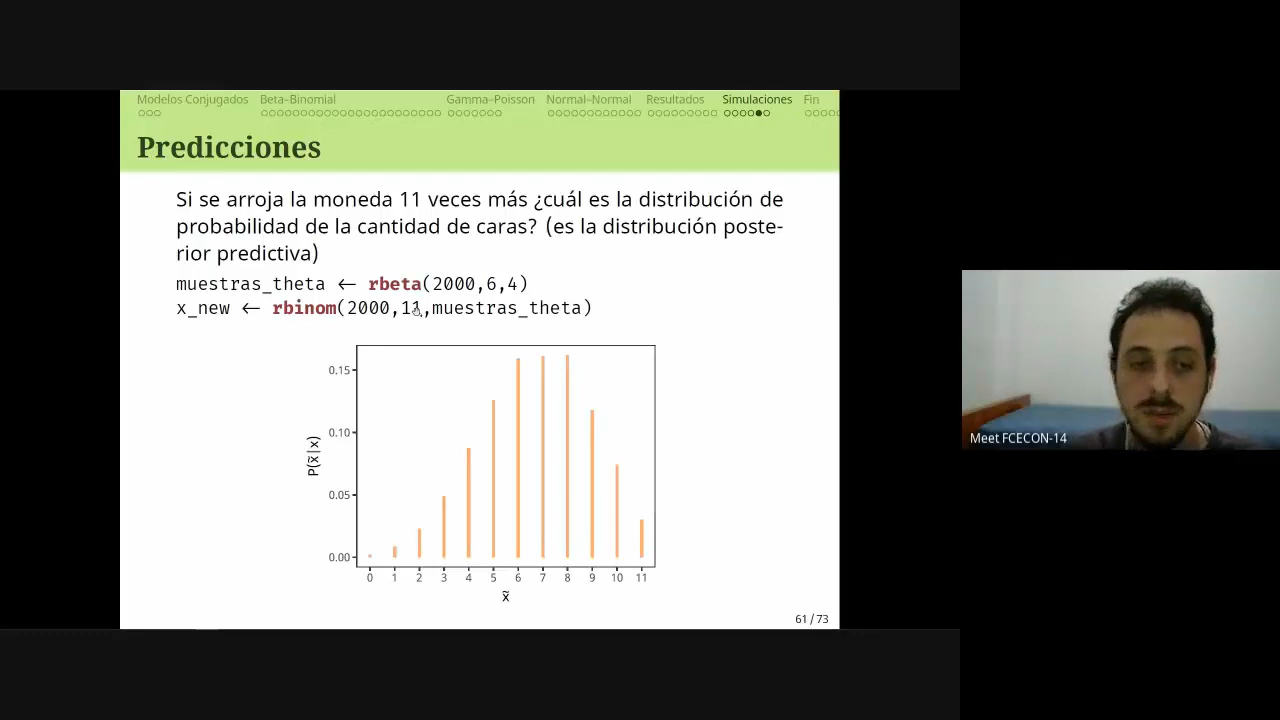 Modelos Conjugados Beta–Binomial Gamma–Poisson Normal–Normal Resultados Simulaciones Fin
Predicciones
Si se arroja la moneda 11 veces más ¿cuál es la distribución de
probabilidad de la cantidad de caras? (es la distribución poste-
rior predictiva)
muestras_theta ← rbeta(2000,6,4)
x_new ← rbinom(2000,11,muestras_theta)
0.15
0.10
0.05
0.00
P(x̃|x)
0 1 2 3 4 5 6 7 8 9 10 11
x̃
61 / 73
Meet FCECON-14